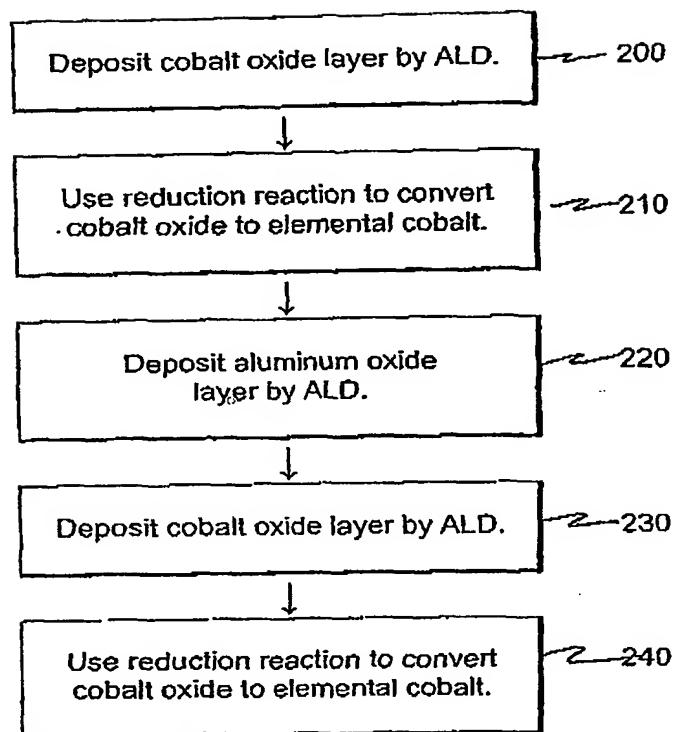 Deposit cobalt oxide layer by ALD.
200
Use reduction reaction to convert
cobalt oxide to elemental cobalt.
210
Deposit aluminum oxide
layer by ALD.
220
Deposit cobalt oxide layer by ALD.
230
Use reduction reaction to convert
cobalt oxide to elemental cobalt.
240